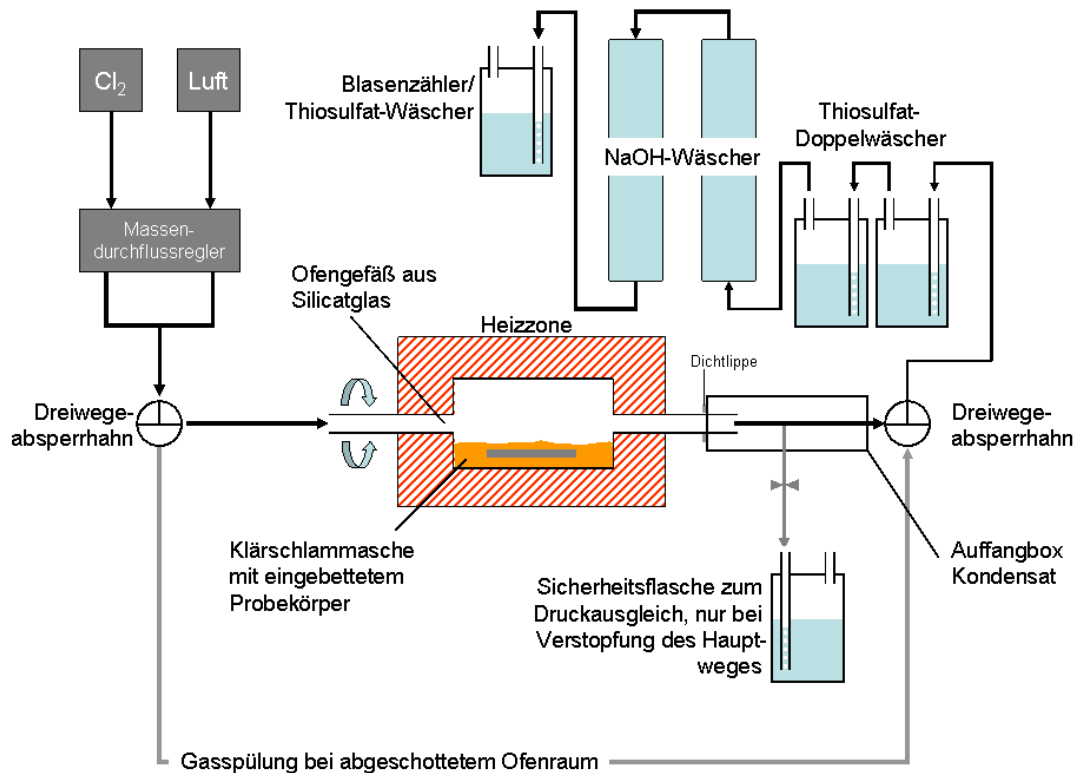 Cl₂
Luft
Massen-
durchflussregler
Blasenzähler/
Thiosulfat-Wäscher
NaOH-Wäscher
Thiosulfat-
Doppelwäscher
Ofengefäß aus
Silicatglas
Heizzone
Dichtlippe
Dreiwege-
absperrhahn
Dreiwege-
absperrhahn
Klärschlammasche
mit eingebettetem
Probekörper
Sicherheitsflasche zum
Druckausgleich, nur bei
Verstopfung des Haupt-
weges
Auffangbox
Kondensat
Gasspülung bei abgeschottetem Ofenraum